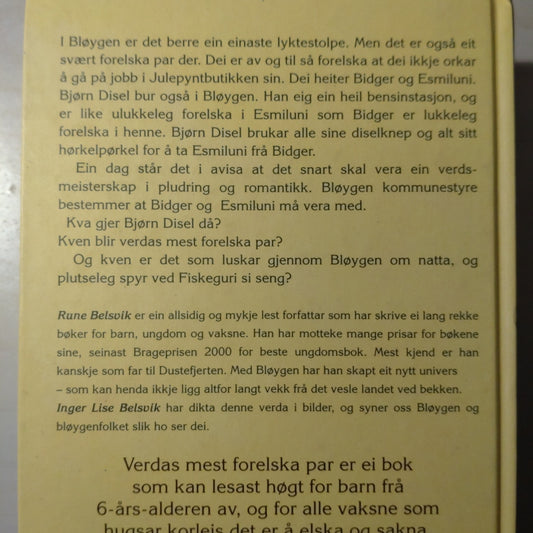 I Bløygen er det berre ein einaste lyktestolpe. Men det er også eit
svært forelska par der. Dei er av og til så forelska at dei ikkje orkar
å gå på jobb i Julepyntbutikken sin. Dei heiter Bidger og Esmiluni.
Bjørn Disel bur også i Bløygen. Han eig ein heil bensinstasjon, og
er like ulukkeleg forelska i Esmiluni som Bidger er lukkeleg
forelska i henne. Bjørn Disel brukar alle sine diselknep og alt sitt
hørkelpørkel for å ta Esmiluni frå Bidger.
Ein dag står det i avisa at det snart skal vera ein verds-
meisterskap i pludring og romantikk. Bløygen kommunestyre
bestemmer at Bidger og Esmiluni må vera med.
Kva gjer Bjørn Disel då?
Kven blir verdas mest forelska par?
Og kven er det som luskar gjennom Bløygen om natta, og
plutseleg spyr ved Fiskeguri si seng?
Rune Belsvik er ein allsidig og mykje lest forfattar som har skrive ei lang rekke
bøker for barn, ungdom og vaksne. Han har motteke mange prisar for bøkene
sine, seinast Brageprisen 2000 for beste ungdomsbok. Mest kjend er han
kanskje som far til Dustefjerten. Med Bløygen har han skapt eit nytt univers
– som kan henda ikkje ligg altfor langt vekk frå det vesle landet ved bekken.
Inger Lise Belsvik har dikta denne verda i bilder, og syner oss Bløygen og
bløygenfolket slik ho ser dei.
Verdas mest forelska par er ei bok
som kan lesast høgt for barn frå
6-års-alderen av, og for alle vaksne som
hugsar korleis det er å elska og sakna.